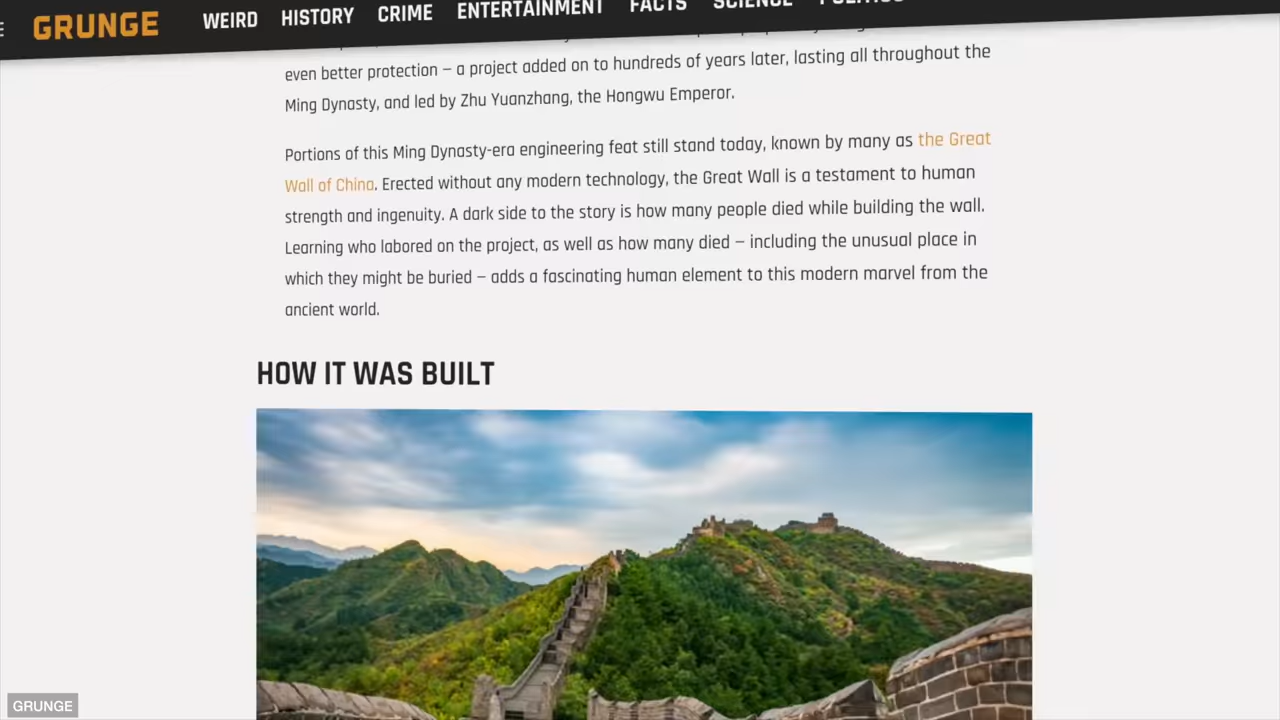 GRUNGE
WEIRD HISTORY CRIME ENTERTAINMENT FACTS SCIENCE POLITICS
even better protection — a project added on to hundreds of years later, lasting all throughout the
Ming Dynasty, and led by Zhu Yuanzhang, the Hongwu Emperor.
Portions of this Ming Dynasty-era engineering feat still stand today, known by many as the Great
Wall of China. Erected without any modern technology, the Great Wall is a testament to human
strength and ingenuity. A dark side to the story is how many people died while building the wall.
Learning who labored on the project, as well as how many died — including the unusual place in
which they might be buried — adds a fascinating human element to this modern marvel from the
ancient world.
HOW IT WAS BUILT
GRUNGE